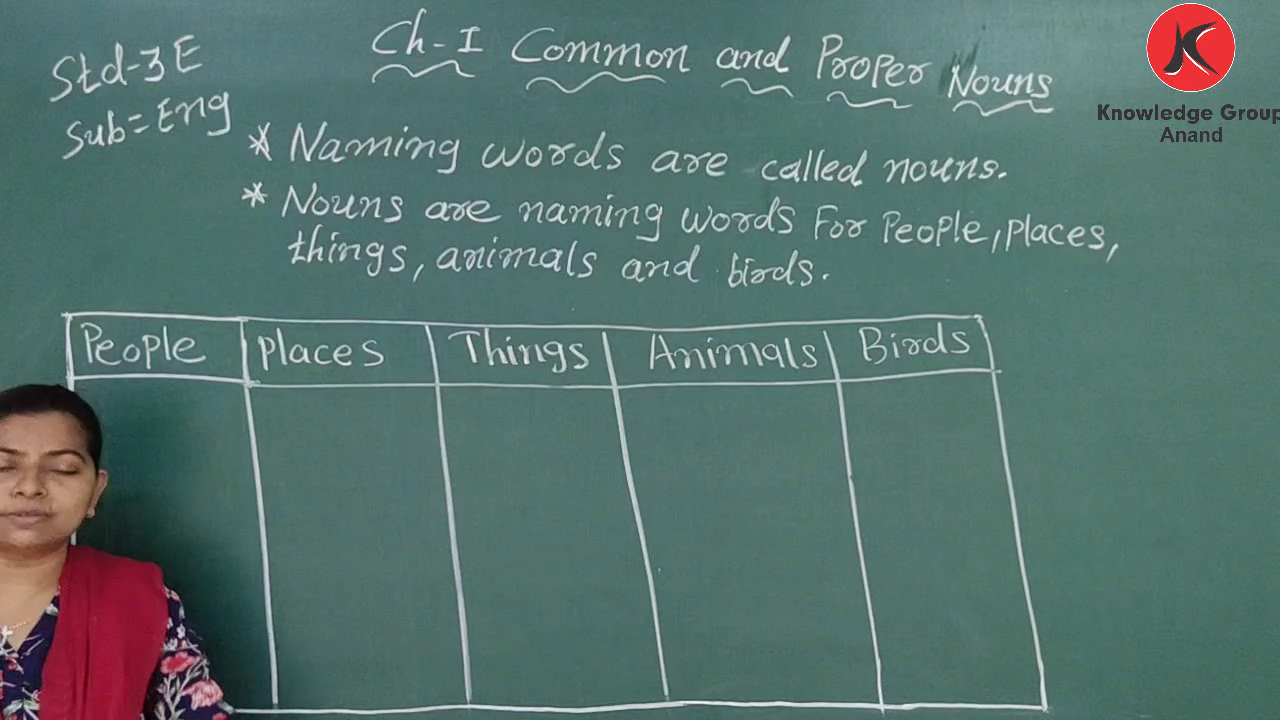 Std-3E
Sub=Eng
Ch-I Common and Proper Nouns
* Naming words are called nouns.
* Nouns are naming words For People, places,
things, animals and birds.
People Places Things Animals Birds
K
Knowledge Group
Anand